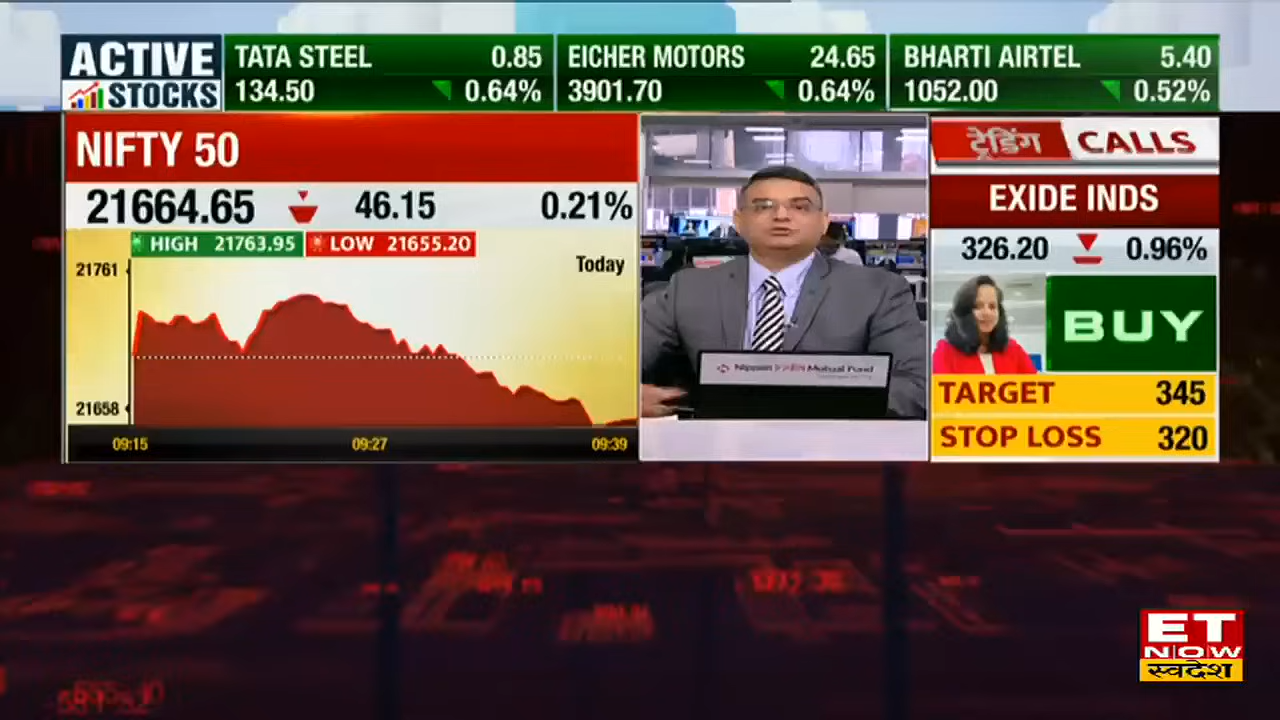 ACTIVE STOCKS
TATA STEEL 0.85
134.50 0.64%
EICHER MOTORS 24.65
3901.70 0.64%
BHARTI AIRTEL 5.40
1052.00 0.52%
NIFTY 50
21664.65 46.15 0.21%
HIGH 21763.95 LOW 21655.20
Today
21761
21658
09:15 09:27 09:39
Nippon India Mutual Fund
ट्रेडिंग CALLS
EXIDE INDS
326.20 0.96%
BUY
TARGET 345
STOP LOSS 320
ET
NOW
स्वदेश